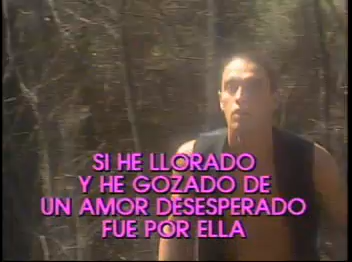 SI HE LLORADO
Y HE GOZADO DE
UN AMOR DESESPERADO
FUE POR ELLA